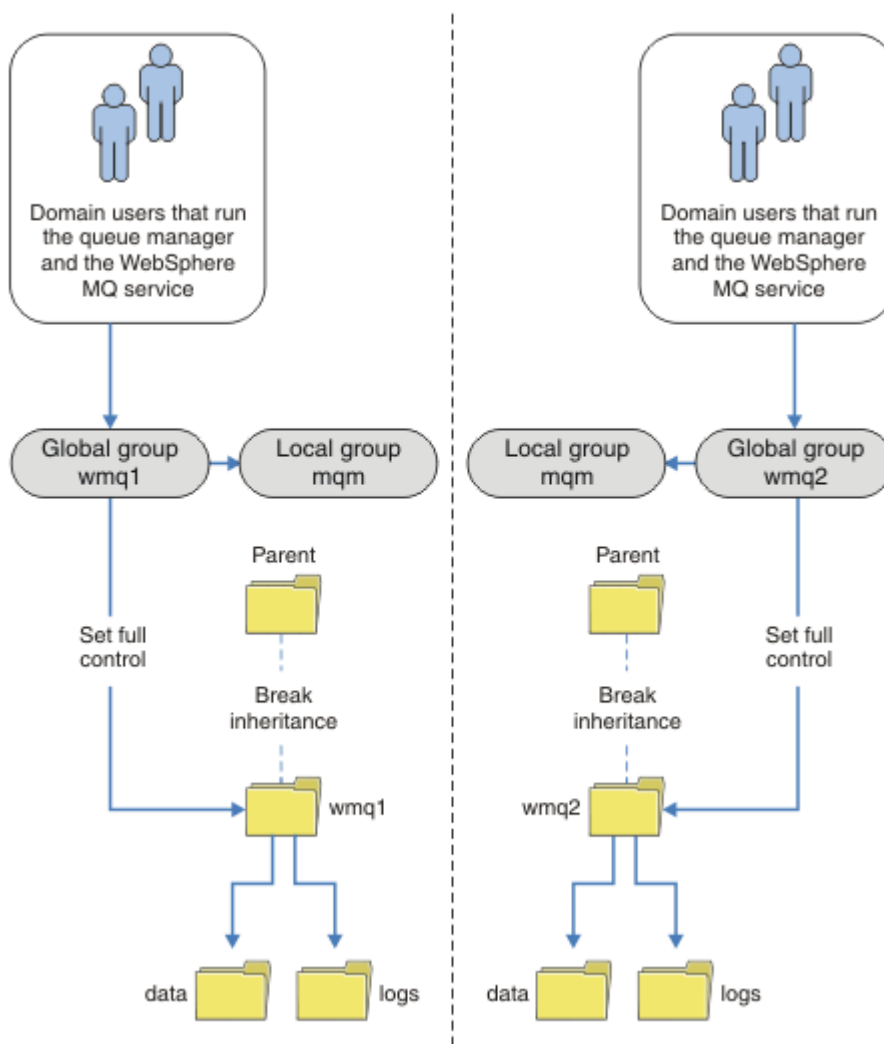 Domain users that run
the queue manager
and the WebSphere
MQ service
Global group
wmq1
Local group
mqm
Parent
Set full
control
Break
inheritance
wmq1
data
logs
Domain users that run
the queue manager
and the WebSphere
MQ service
Local group
mqm
Global group
wmq2
Parent
Set full
control
Break
inheritance
wmq2
data
logs